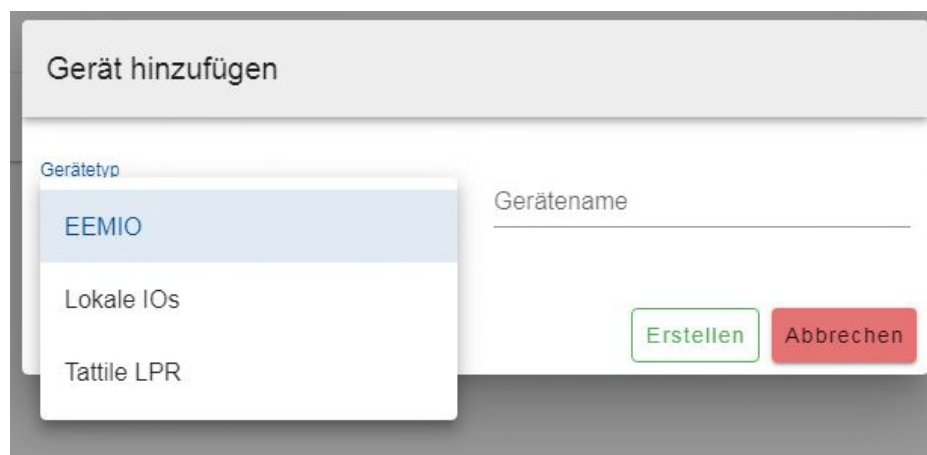 Gerät hinzufügen
Gerätetyp
EEMIO
Lokale IOs
Tattile LPR
Gerätename
Erstellen
Abbrechen